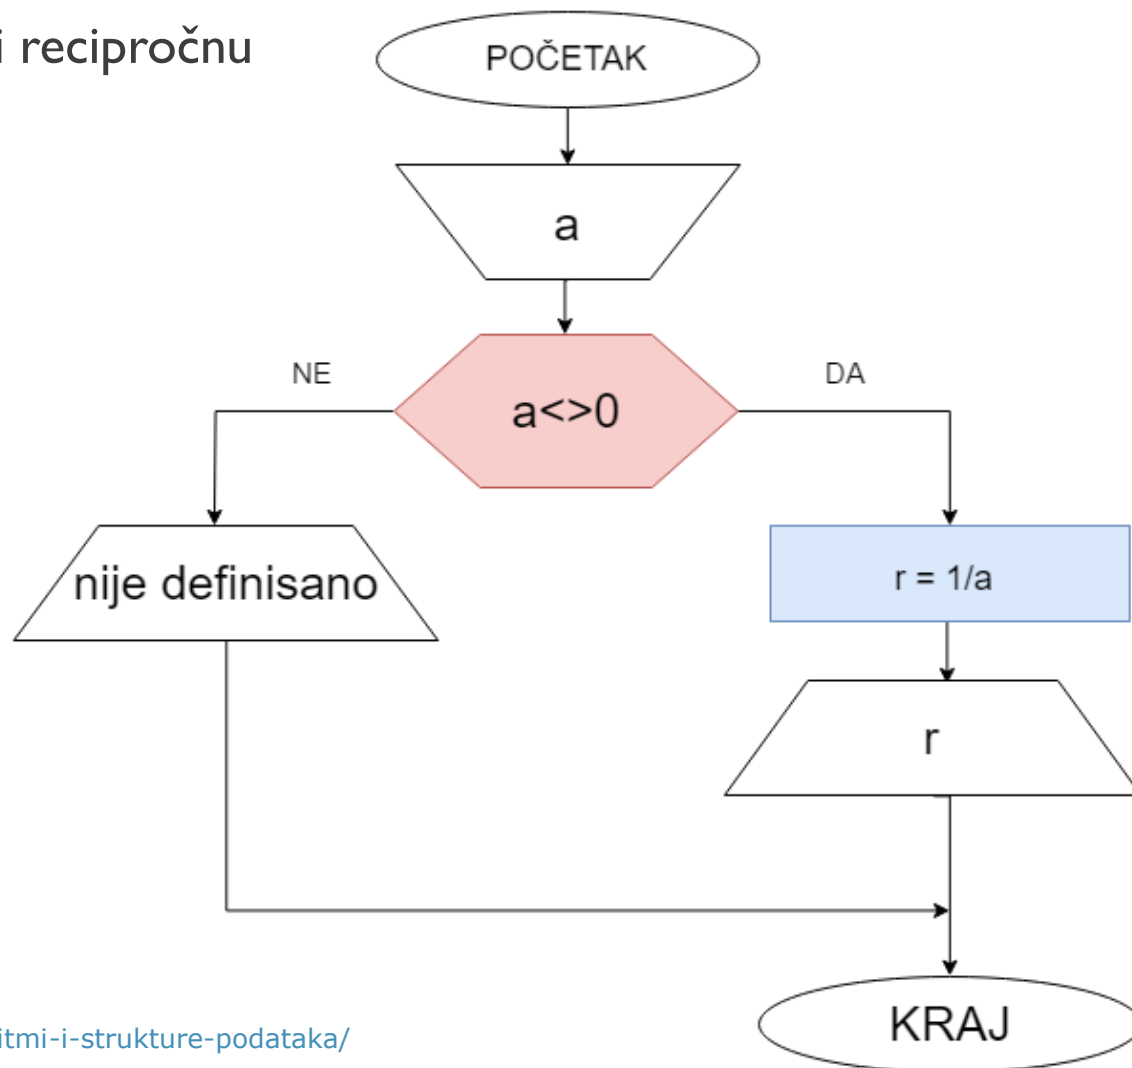 i recipročnu
POČETAK
a
a<>0
NE
DA
nije definisano
r = 1/a
r
KRAJ
itmi-i-strukture-podataka/